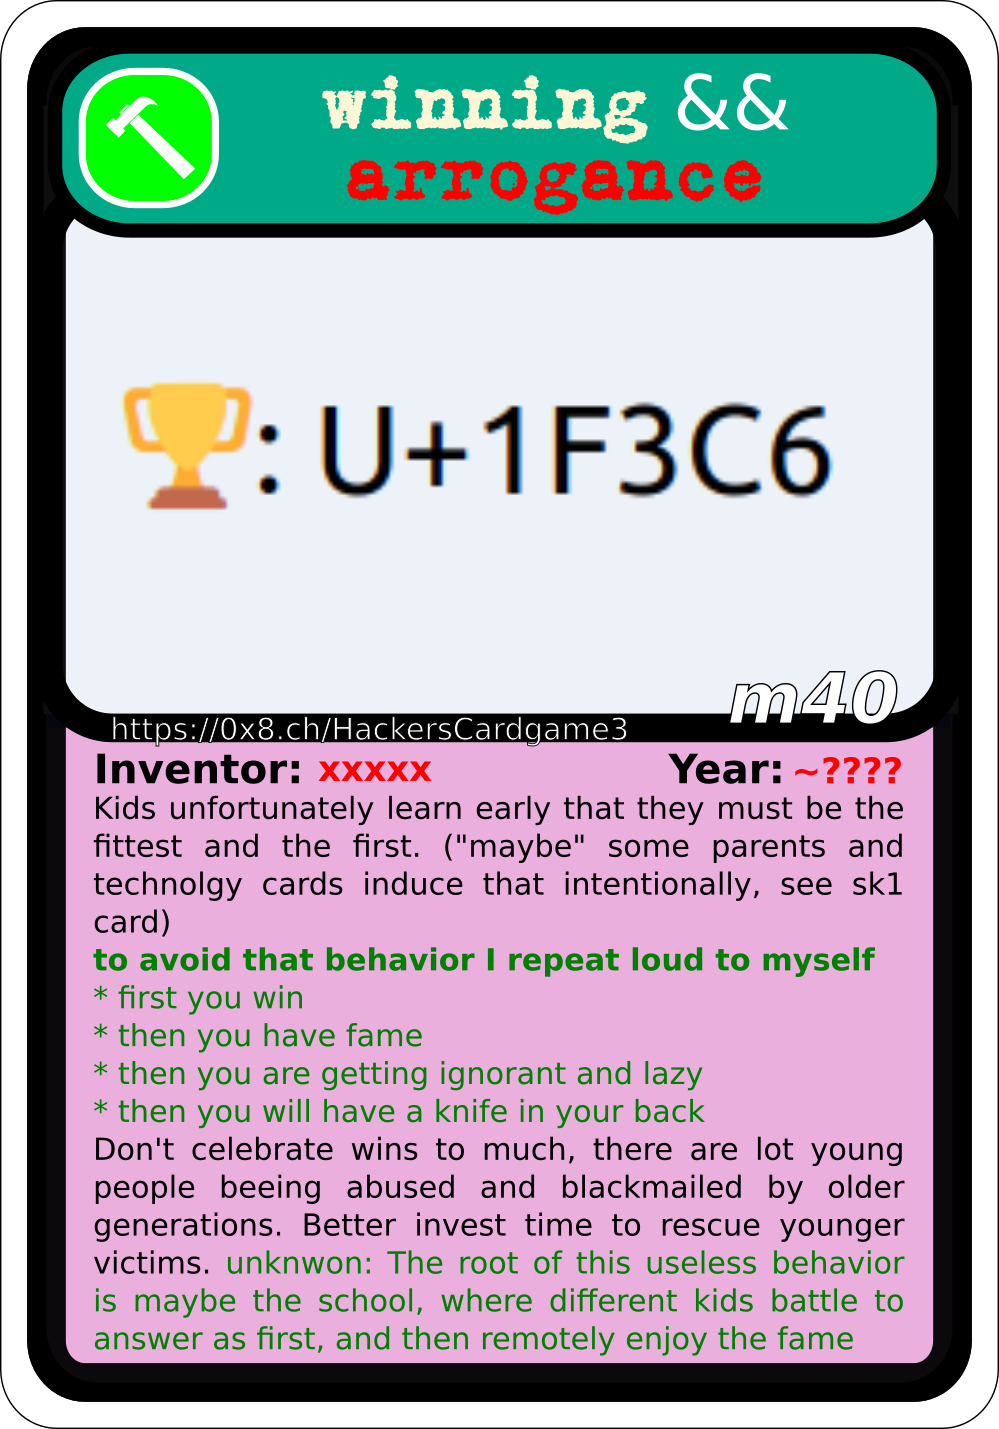 winning &&
arrogance
🏆: U+1F3C6
m40
https://0x8.ch/HackersCardgame3
Inventor: xxxxx Year: ~????
Kids unfortunately learn early that they must be the
fittest and the first. ("maybe" some parents and
technolgy cards induce that intentionally, see sk1
card)
to avoid that behavior I repeat loud to myself
* first you win
* then you have fame
* then you are getting ignorant and lazy
* then you will have a knife in your back
Don't celebrate wins to much, there are lot young
people beeing abused and blackmailed by older
generations. Better invest time to rescue younger
victims. unknwon: The root of this useless behavior
is maybe the school, where different kids battle to
answer as first, and then remotely enjoy the fame